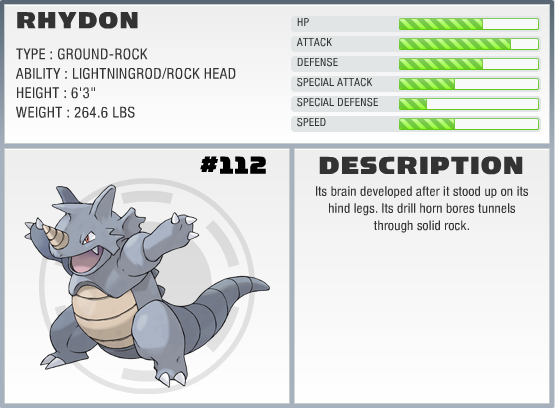 RHYDON
TYPE : GROUND-ROCK
ABILITY : LIGHTNINGROD/ROCK HEAD
HEIGHT : 6'3"
WEIGHT : 264.6 LBS
HP
ATTACK
DEFENSE
SPECIAL ATTACK
SPECIAL DEFENSE
SPEED
#112
DESCRIPTION
Its brain developed after it stood up on its
hind legs. Its drill horn bores tunnels
through solid rock.